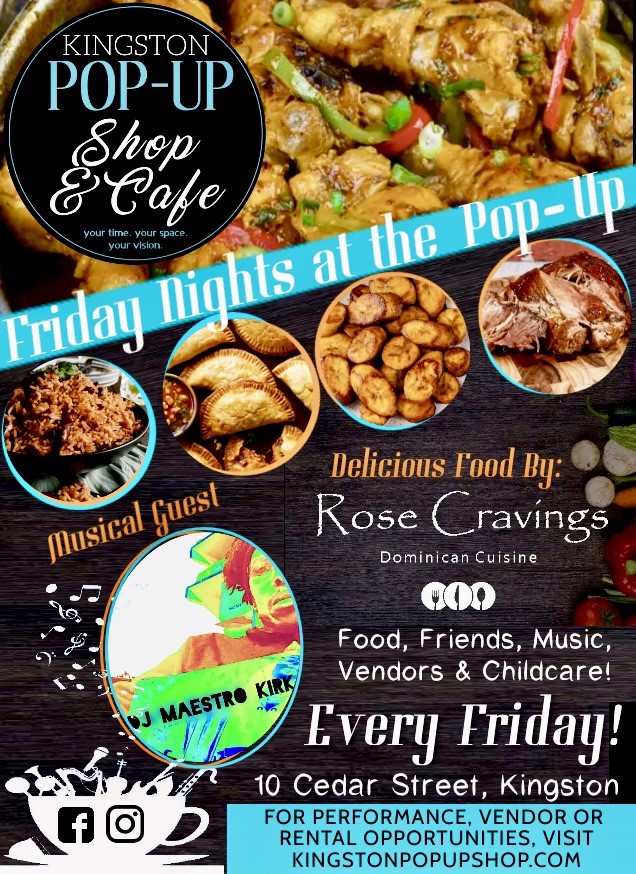 KINGSTON
POP-UP
Shop
& Cafe
your time. your space.
your vision.
Friday Nights at the Pop-Up
Delicious Food By:
Rose Cravings
Dominican Cuisine
Musical Guest
DJ MAESTRO KIRK
Food, Friends, Music,
Vendors & Childcare!
Every Friday!
10 Cedar Street, Kingston
FOR PERFORMANCE, VENDOR OR
RENTAL OPPORTUNITIES, VISIT
KINGSTONPOPUPSHOP.COM